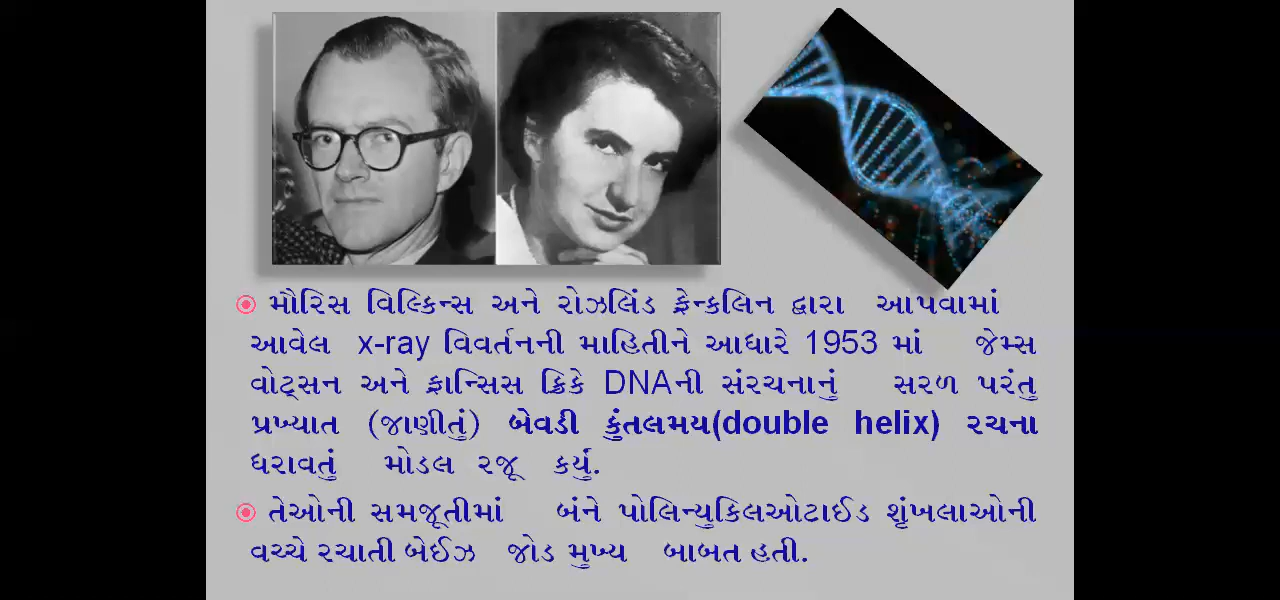 મૌરિસ વિલ્કિન્સ અને રોઝલિંડ ફ્રેન્કલિન દ્વારા આપવામાં
આવેલ x-ray વિવર્તનની માહિતીને આધારે 1953 માં જેમ્સ
વોટ્સન અને ફ્રાન્સિસ ક્રિકે DNAની સંરચનાનું સરળ પરંતુ
પ્રખ્યાત (જાણીતું) બેવડી કુંતલમય(double helix) રચના
ધરાવતું મોડલ રજૂ કર્યું.
તેઓની સમજૂતીમાં બંને પોલિન્યુકિલઓટાઈડ શૃંખલાઓની
વચ્ચે રચાતી બેઈઝ જોડ મુખ્ય બાબત હતી.